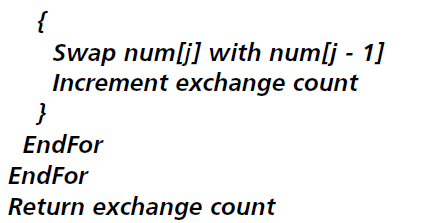 {
Swap num[j] with num[j - 1]
Increment exchange count
}
EndFor
EndFor
Return exchange count